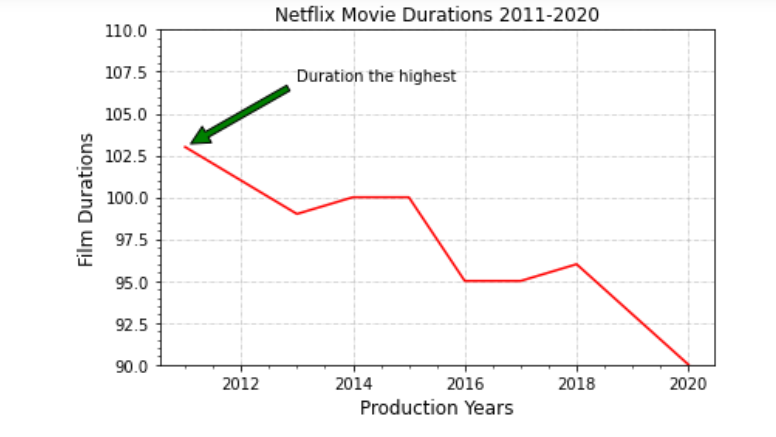 Netflix Movie Durations 2011-2020
110.0
107.5
Duration the highest
105.0
102.5
100.0
97.5
95.0
92.5
90.0
Film Durations
2012 2014 2016 2018 2020
Production Years